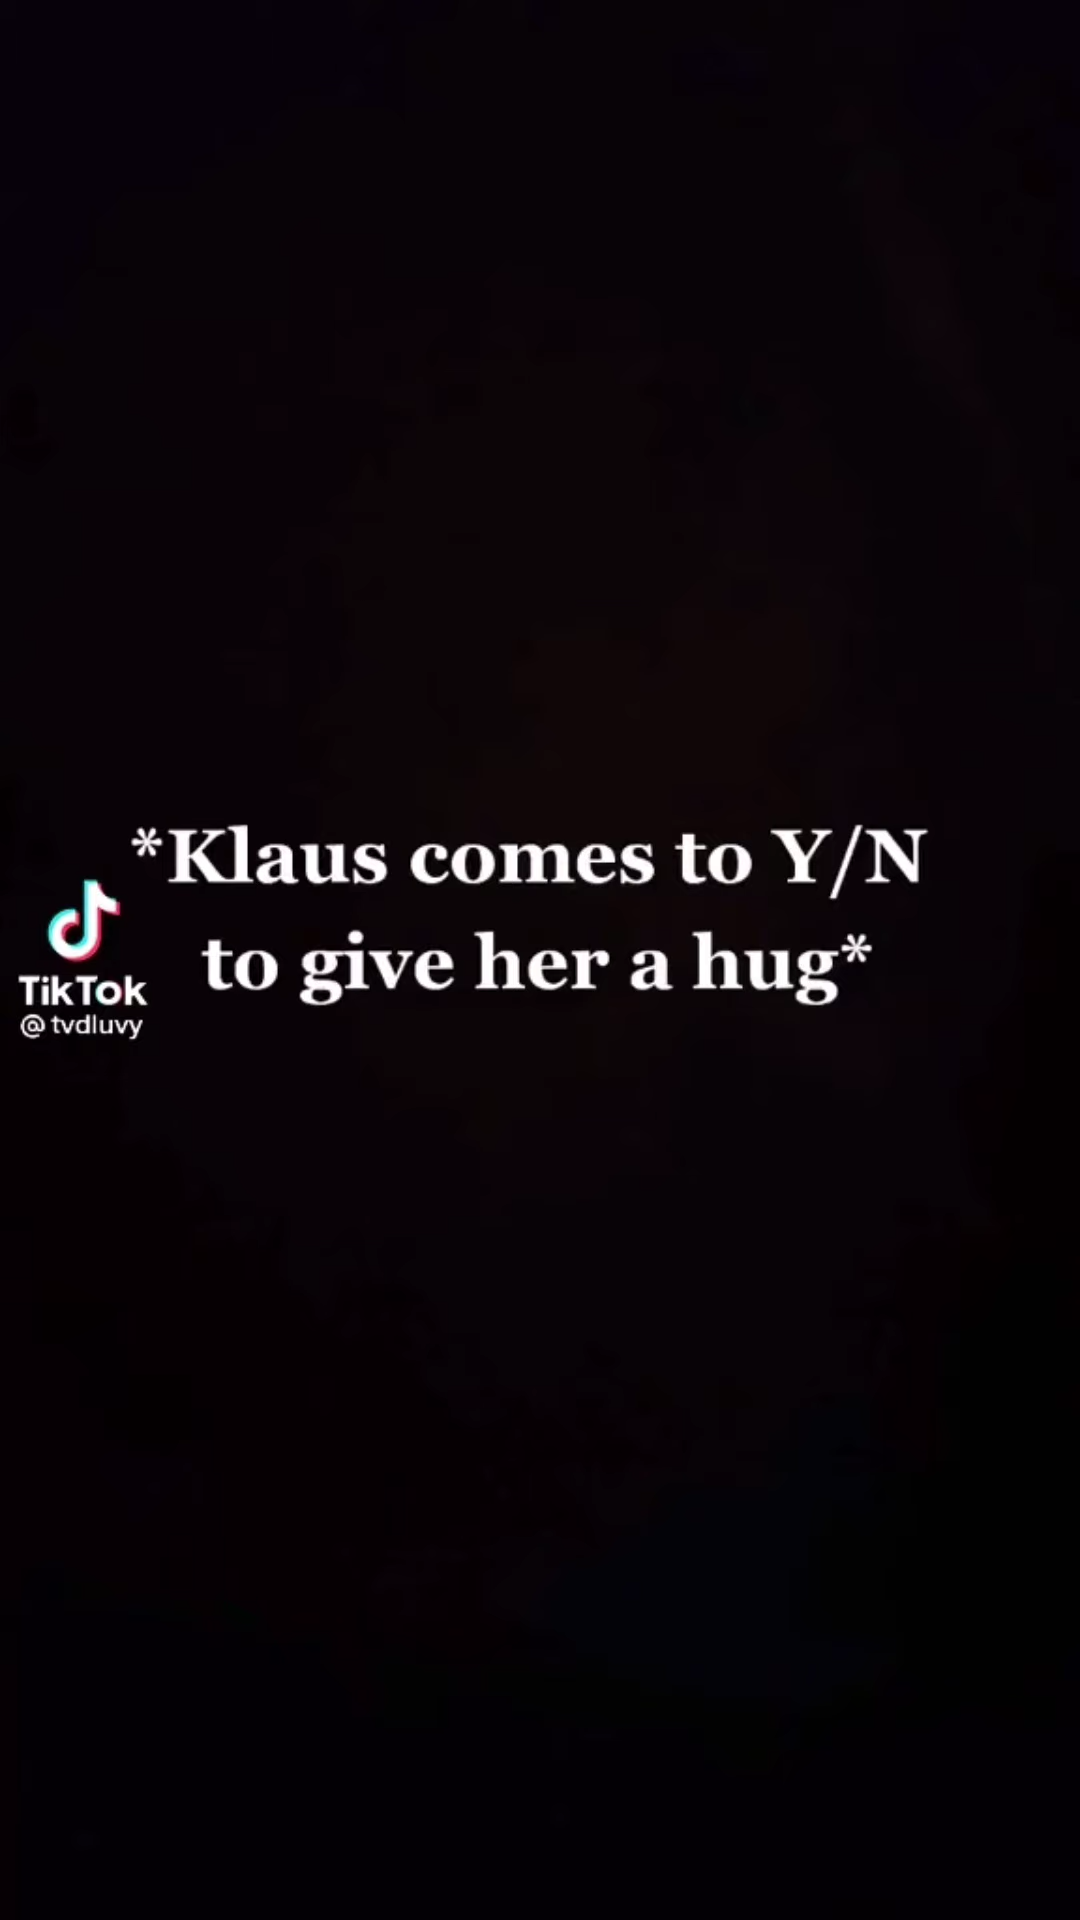 *Klaus comes to Y/N
to give her a hug*
TikTok
@tvdluvy